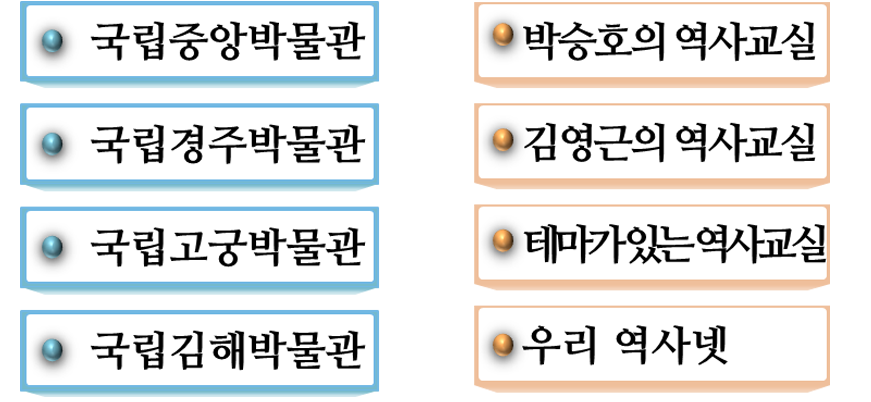 국립중앙박물관
국립경주박물관
국립고궁박물관
국립김해박물관
박승호의 역사교실
김영근의 역사교실
테마가있는역사교실
우리 역사넷